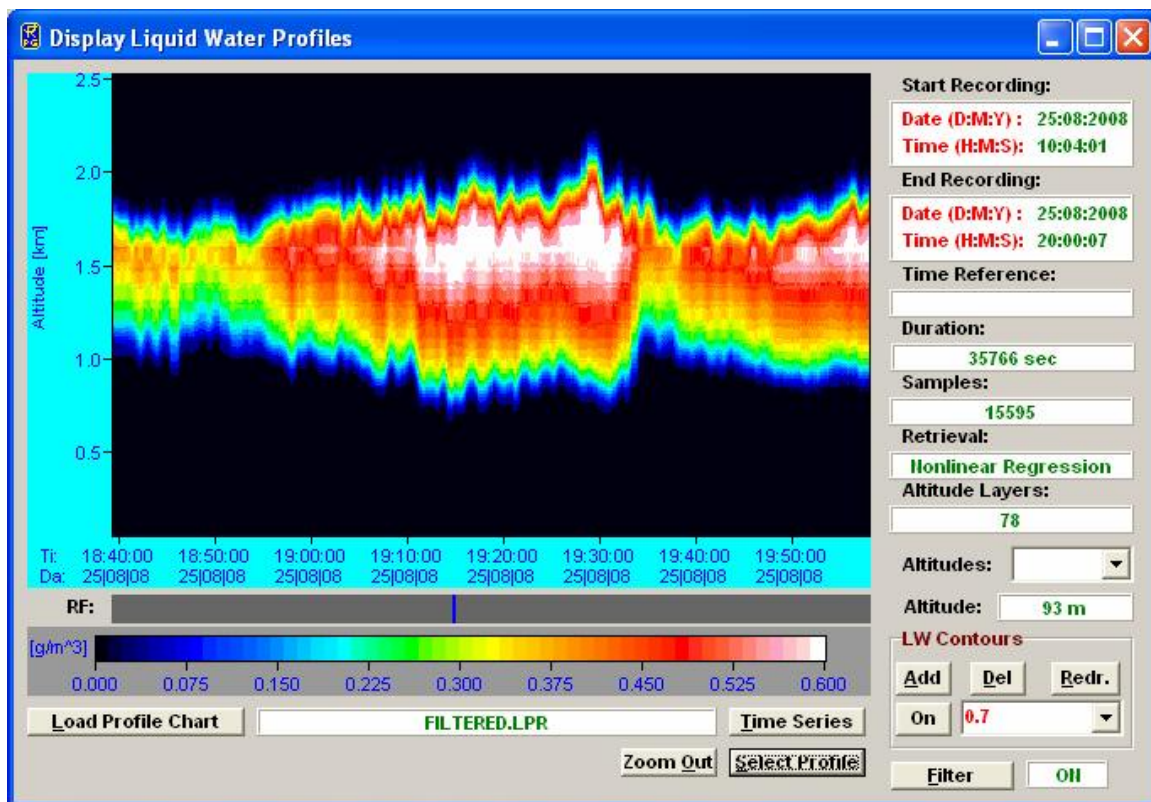 RPG Display Liquid Water Profiles
2.5
2.0
1.5
1.0
0.5
Altitude [km]
Ti: 18:40:00 18:50:00 19:00:00 19:10:00 19:20:00 19:30:00 19:40:00 19:50:00
Da: 25|08|08 25|08|08 25|08|08 25|08|08 25|08|08 25|08|08 25|08|08 25|08|08
RF:
[g/m^3]
0.000 0.075 0.150 0.225 0.300 0.375 0.450 0.525 0.600
Load Profile Chart FILTERED.LPR Time Series
Zoom Out Select Profile
Start Recording:
Date (D:M:Y) : 25:08:2008
Time (H:M:S): 10:04:01
End Recording:
Date (D:M:Y) : 25:08:2008
Time (H:M:S): 20:00:07
Time Reference:
Duration:
35766 sec
Samples:
15595
Retrieval:
Nonlinear Regression
Altitude Layers:
78
Altitudes:
Altitude: 93 m
LW Contours
Add Del Redr.
On 0.7
Filter ON